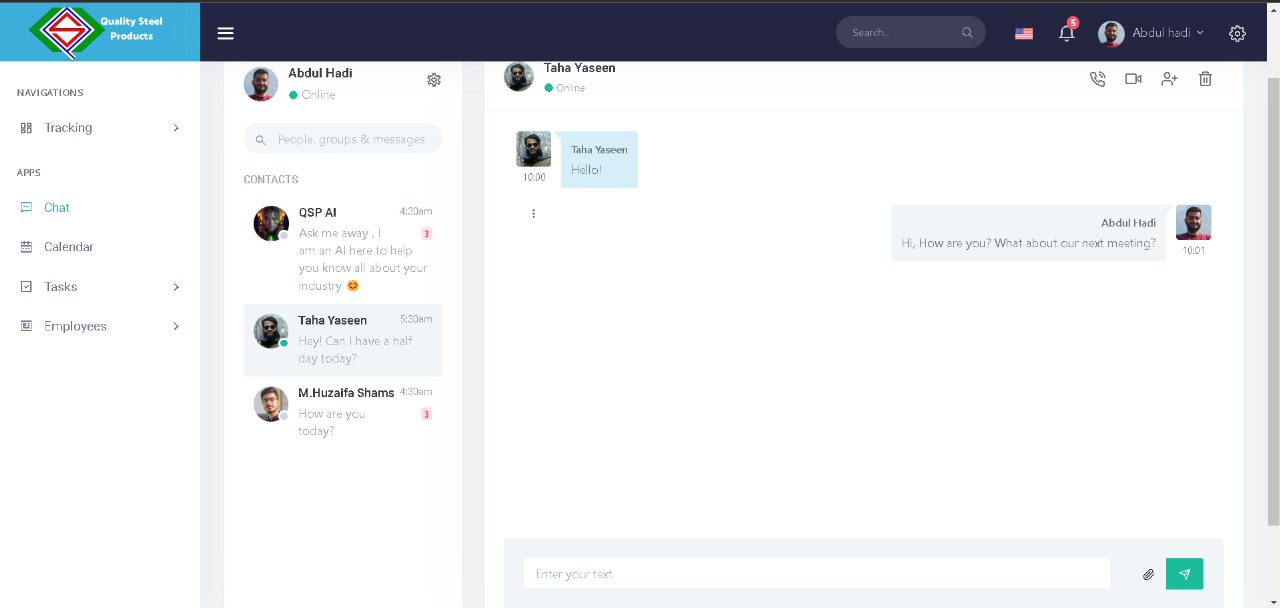 Quality Steel
Products
Search...
5
Abdul hadi
NAVIGATIONS
Tracking
APPS
Chat
Calendar
Tasks
Employees
Abdul Hadi
Online
People, groups & messages
CONTACTS
QSP AI 4:30am
Ask me away , I 3
am an AI here to help
you know all about your
industry 😊
Taha Yaseen 5:30am
Hey! Can I have a half
day today?
M.Huzaifa Shams 4:30am
How are you 3
today?
Taha Yaseen
Online
Taha Yaseen
Hello!
10:00
Abdul Hadi
Hi, How are you? What about our next meeting?
10:01
Enter your text